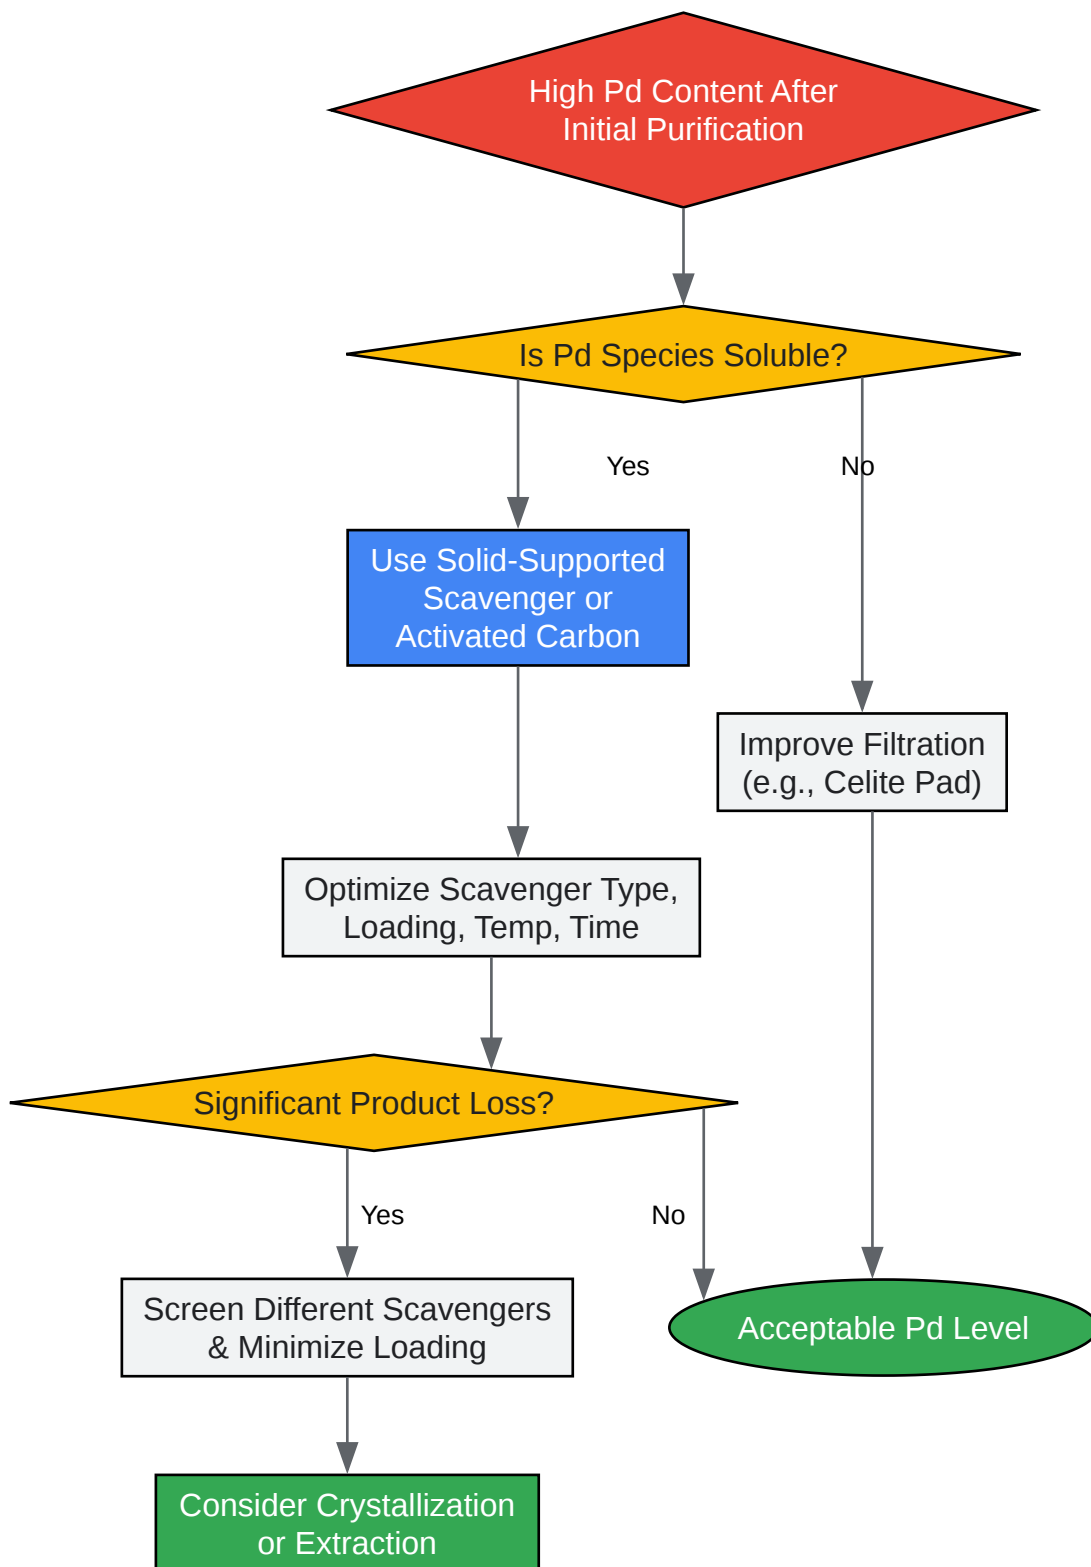 High Pd Content After
Initial Purification
Is Pd Species Soluble?
Yes
No
Use Solid-Supported
Scavenger or
Activated Carbon
Improve Filtration
(e.g., Celite Pad)
Optimize Scavenger Type,
Loading, Temp, Time
Significant Product Loss?
Yes
No
Screen Different Scavengers
& Minimize Loading
Acceptable Pd Level
Consider Crystallization
or Extraction